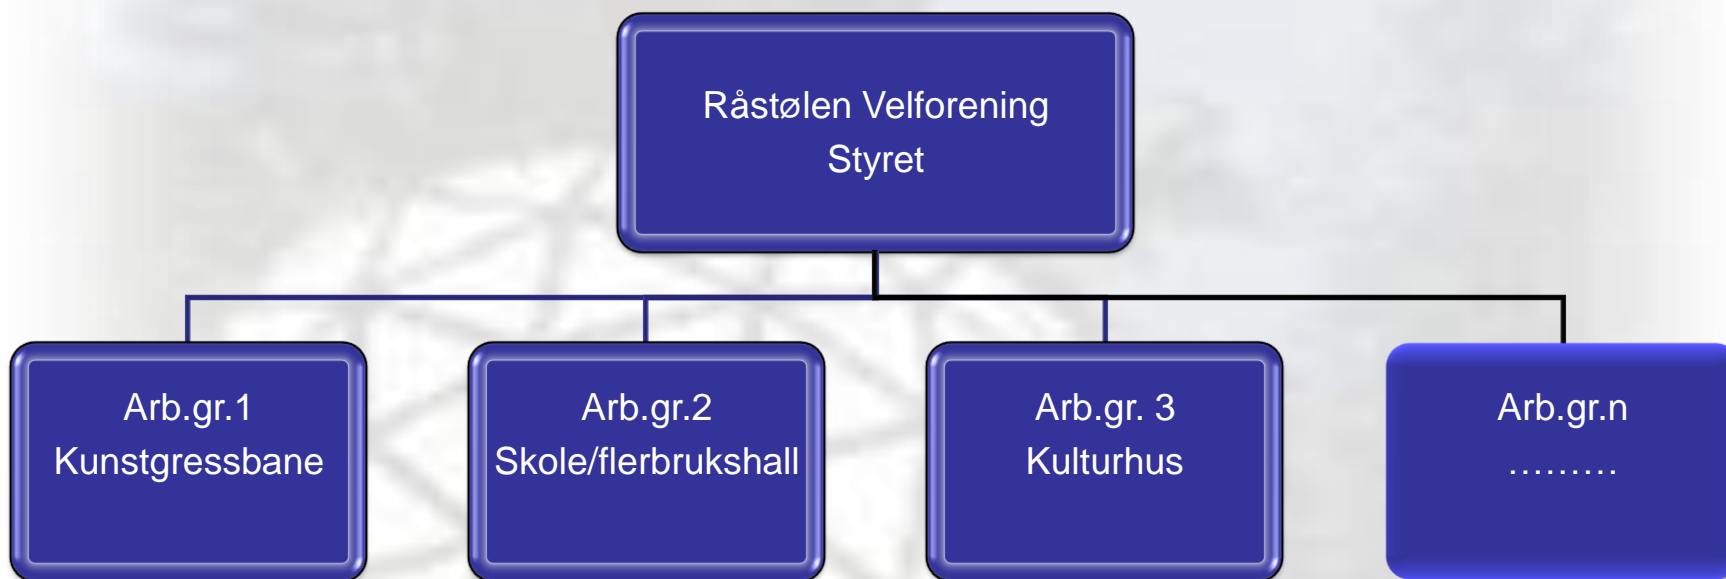 Råstølen Velforening
Styret
Arb.gr.1
Kunstgressbane
Arb.gr.2
Skole/flerbrukshall
Arb.gr. 3
Kulturhus
Arb.gr.n
………